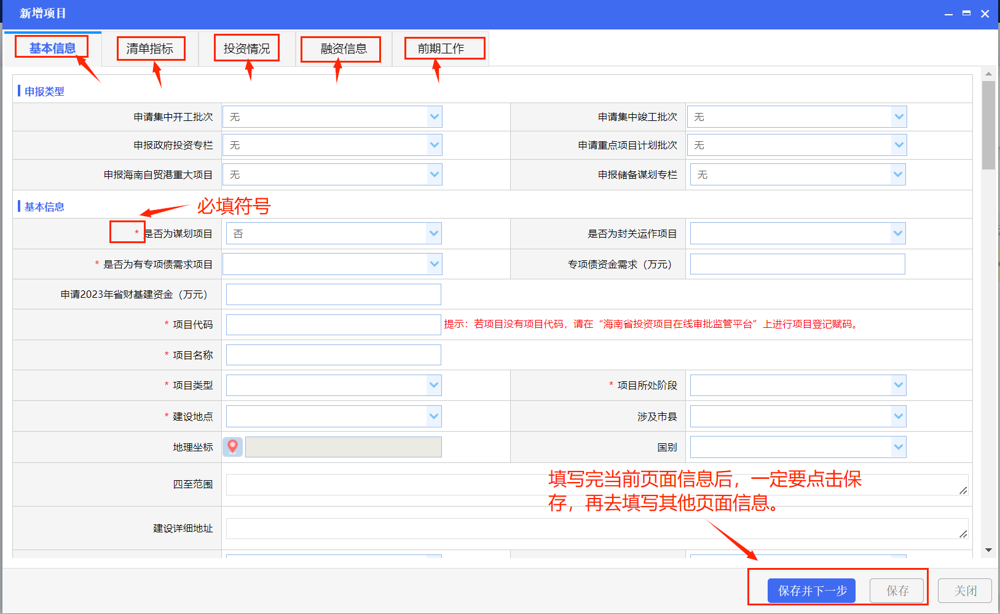 新增项目
基本信息 清单指标 投资情况 融资信息 前期工作
申报类型
申请集中开工批次 无 申请集中竣工批次 无
申报政府投资专栏 无 申请重点项目计划批次 无
申报海南自贸港重大项目 无 申报储备谋划专栏 无
基本信息 必填符号
* 是否为谋划项目 否 是否为封关运作项目
* 是否为有专项债需求项目 专项债资金需求（万元）
申请2023年省财基建资金（万元）
* 项目代码 提示：若项目没有项目代码，请在“海南省投资项目在线审批监管平台”上进行项目登记赋码。
* 项目名称
* 项目类型 * 项目所处阶段
* 建设地点 涉及市县
地理坐标 国别
四至范围
填写完当前页面信息后，一定要点击保
存，再去填写其他页面信息。
建设详细地址
保存并下一步 保存 关闭